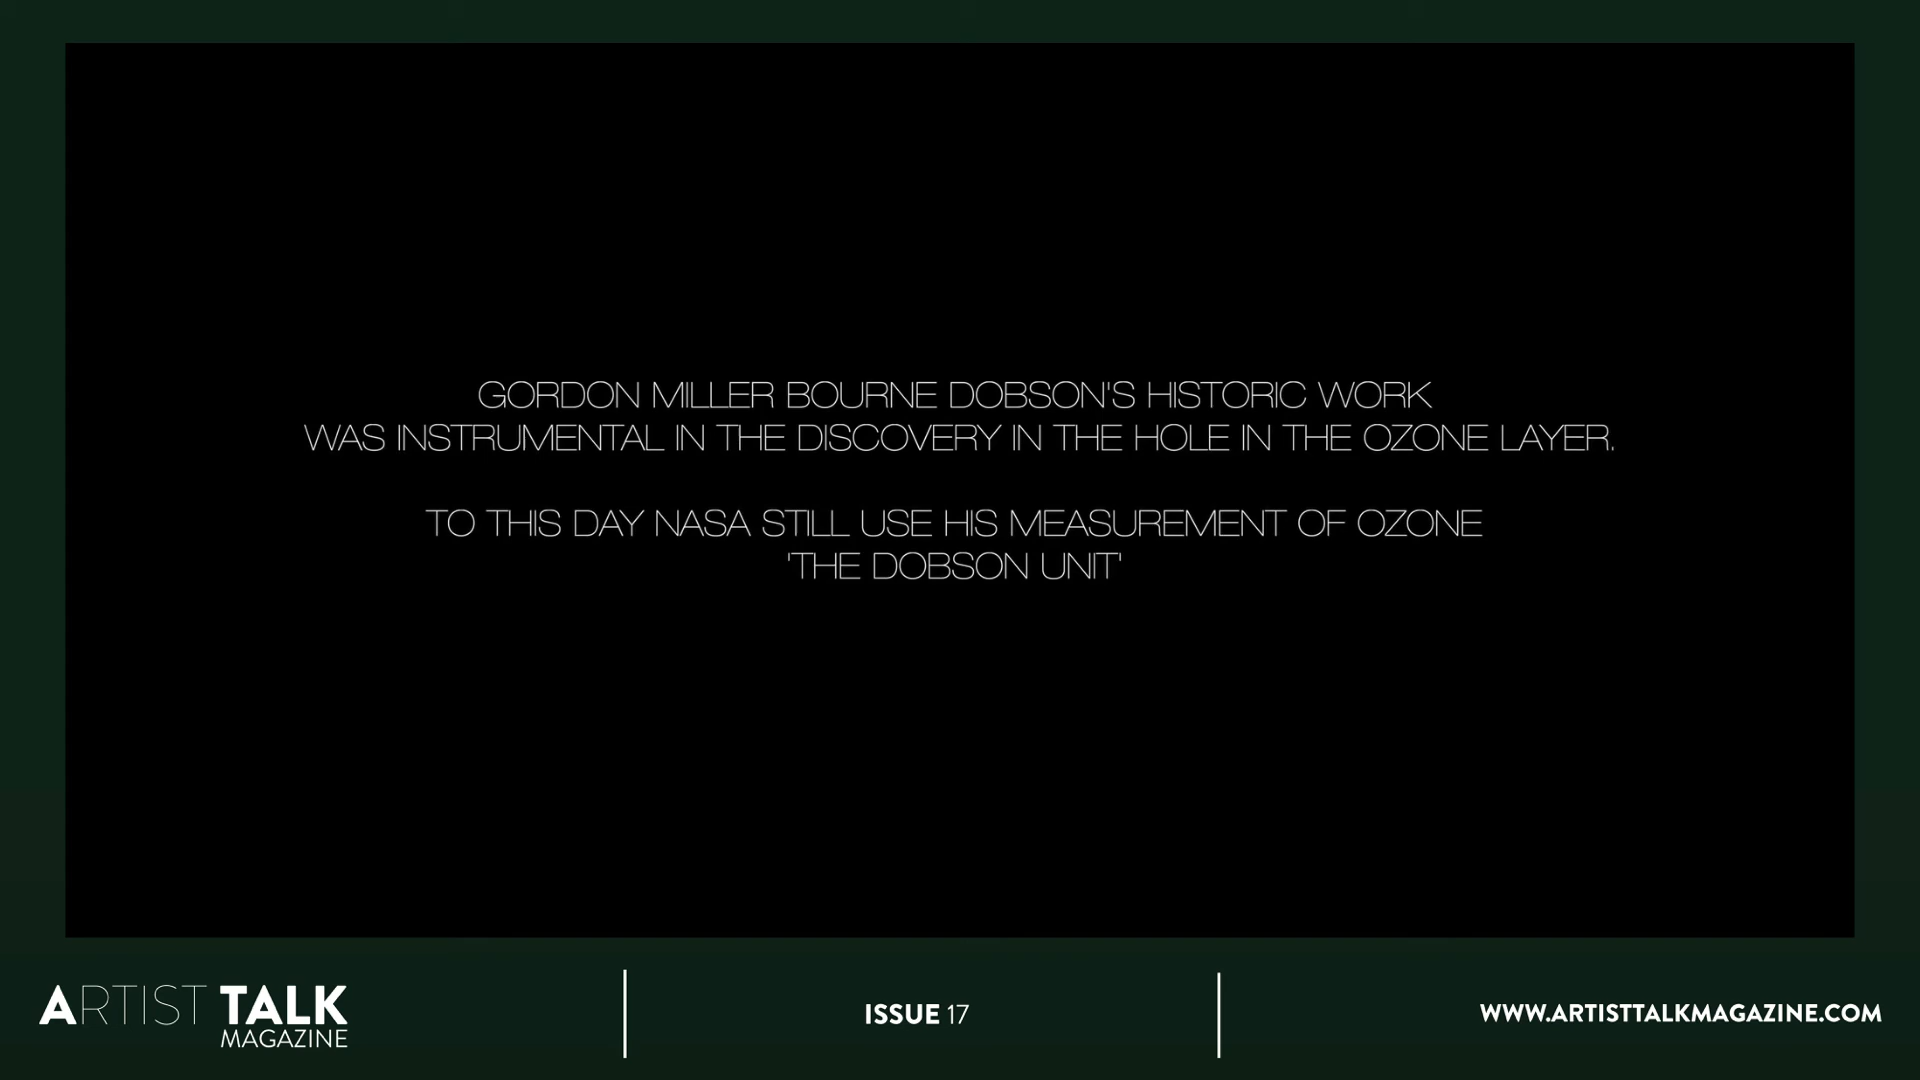 GORDON MILLER BOURNE DOBSON'S HISTORIC WORK
WAS INSTRUMENTAL IN THE DISCOVERY IN THE HOLE IN THE OZONE LAYER.
TO THIS DAY NASA STILL USE HIS MEASUREMENT OF OZONE
'THE DOBSON UNIT'
ARTIST TALK
MAGAZINE
ISSUE 17
WWW.ARTISTTALKMAGAZINE.COM